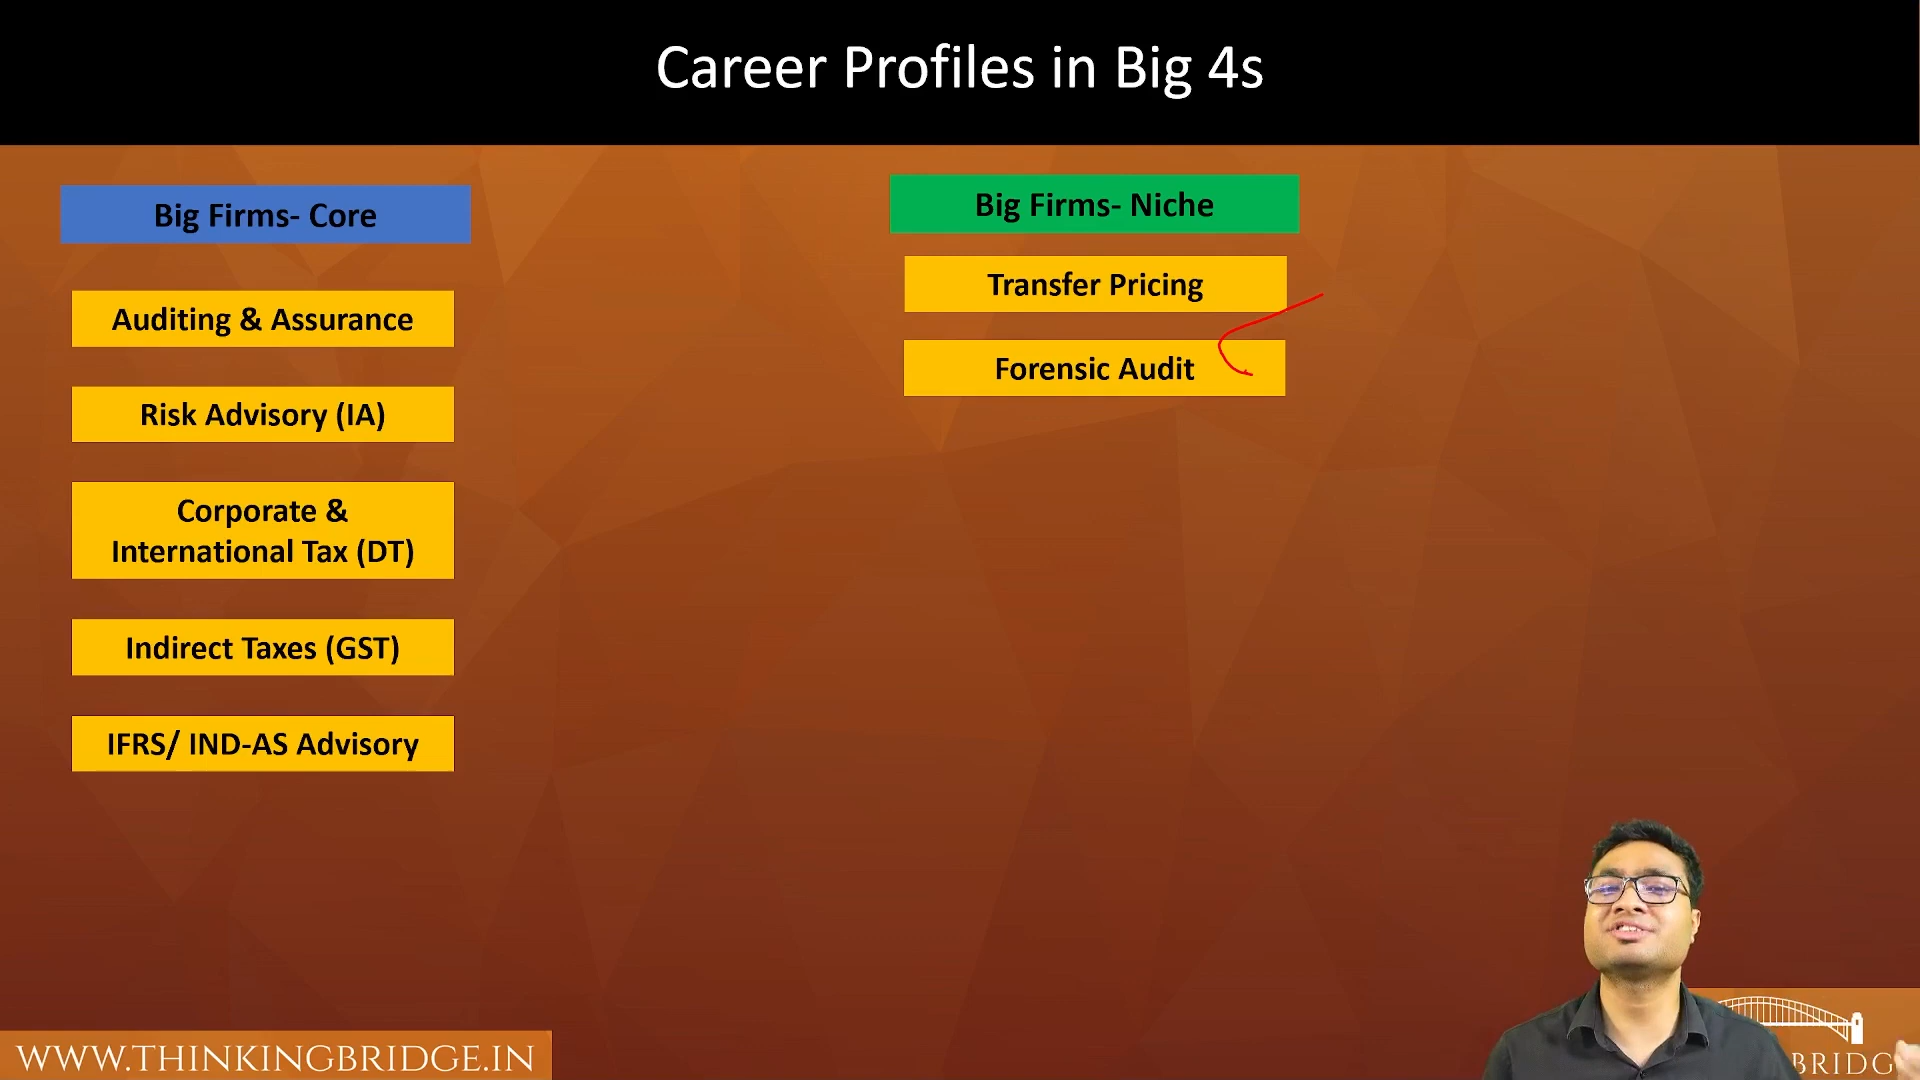 Career Profiles in Big 4s
Big Firms- Core
Auditing & Assurance
Risk Advisory (IA)
Corporate &
International Tax (DT)
Indirect Taxes (GST)
IFRS/ IND-AS Advisory
Big Firms- Niche
Transfer Pricing
Forensic Audit
WWW.THINKINGBRIDGE.IN
BRIDG